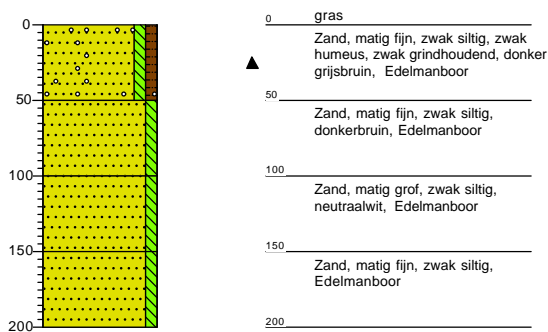 0
50
100
150
200
0
gras
Zand, matig fijn, zwak siltig, zwak
humeus, zwak grindhoudend, donker
grijsbruin, Edelmanboor
50
Zand, matig fijn, zwak siltig,
donkerbruin, Edelmanboor
100
Zand, matig grof, zwak siltig,
neutraalwit, Edelmanboor
150
Zand, matig fijn, zwak siltig,
Edelmanboor
200